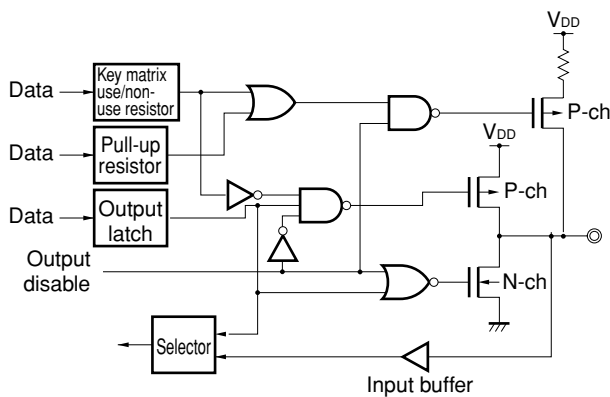 VDD
Data
Key matrix
use/non-
use resistor
P-ch
Data
Pull-up
resistor
VDD
P-ch
Data
Output
latch
Output
disable
N-ch
Selector
Input buffer